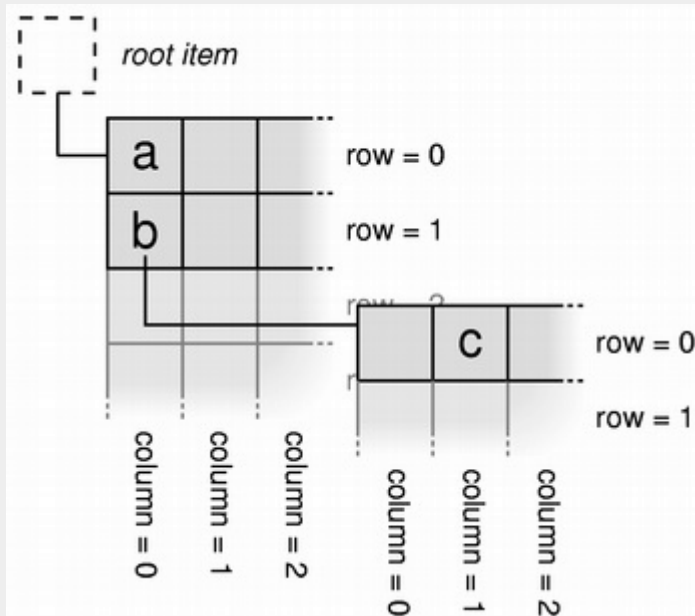 root item
a
row = 0
b
row = 1
c
row = 0
row = 1
column = 0
column = 1
column = 2
column = 0
column = 1
column = 2